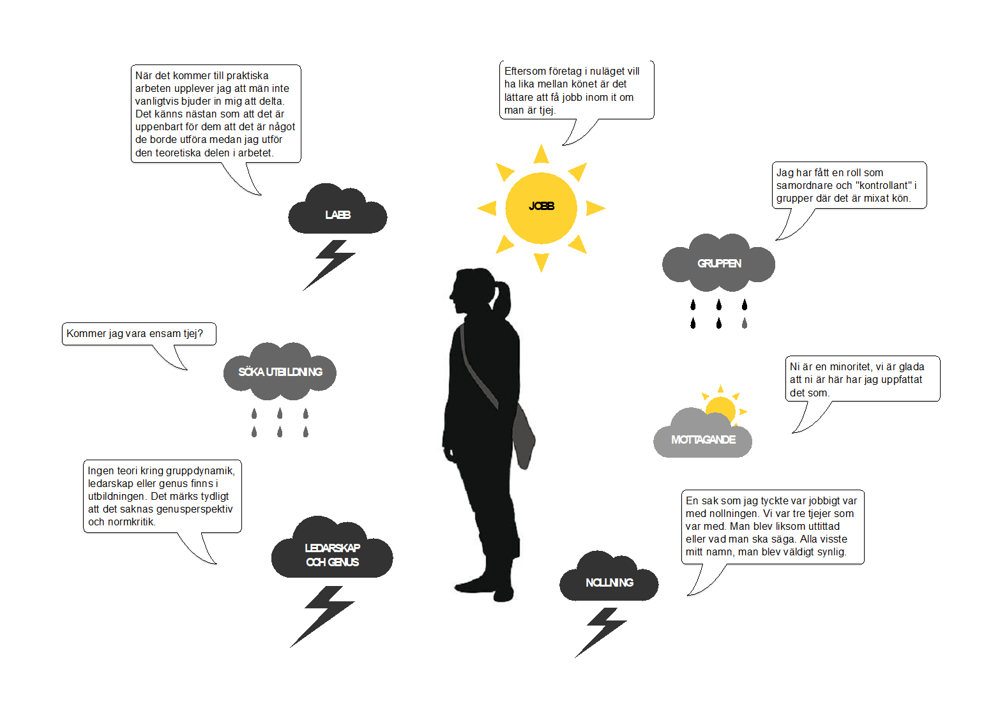 När det kommer till praktiska
arbeten upplever jag att män inte
vanligtvis bjuder in mig att delta.
Det känns nästan som att det är
uppenbart för dem att det är något
de borde utföra medan jag utför
den teoretiska delen i arbetet.
LABB
Eftersom företag i nuläget vill
ha lika mellan könet är det
lättare att få jobb inom it om
man är tjej.
JOBB
Jag har fått en roll som
samordnare och "kontrollant" i
grupper där det är mixat kön.
GRUPPEN
Kommer jag vara ensam tjej?
SÖKA UTBILDNING
Ni är en minoritet, vi är glada
att ni är här har jag uppfattat
det som.
MOTTAGANDE
Ingen teori kring gruppdynamik,
ledarskap eller genus finns i
utbildningen. Det märks tydligt
att det saknas genusperspektiv
och normkritik.
LEDARSKAP
OCH GENUS
En sak som jag tyckte var jobbigt var
med nollningen. Vi var tre tjejer som
var med. Man blev liksom uttittad
eller vad man ska säga. Alla visste
mitt namn, man blev väldigt synlig.
NOLLNING